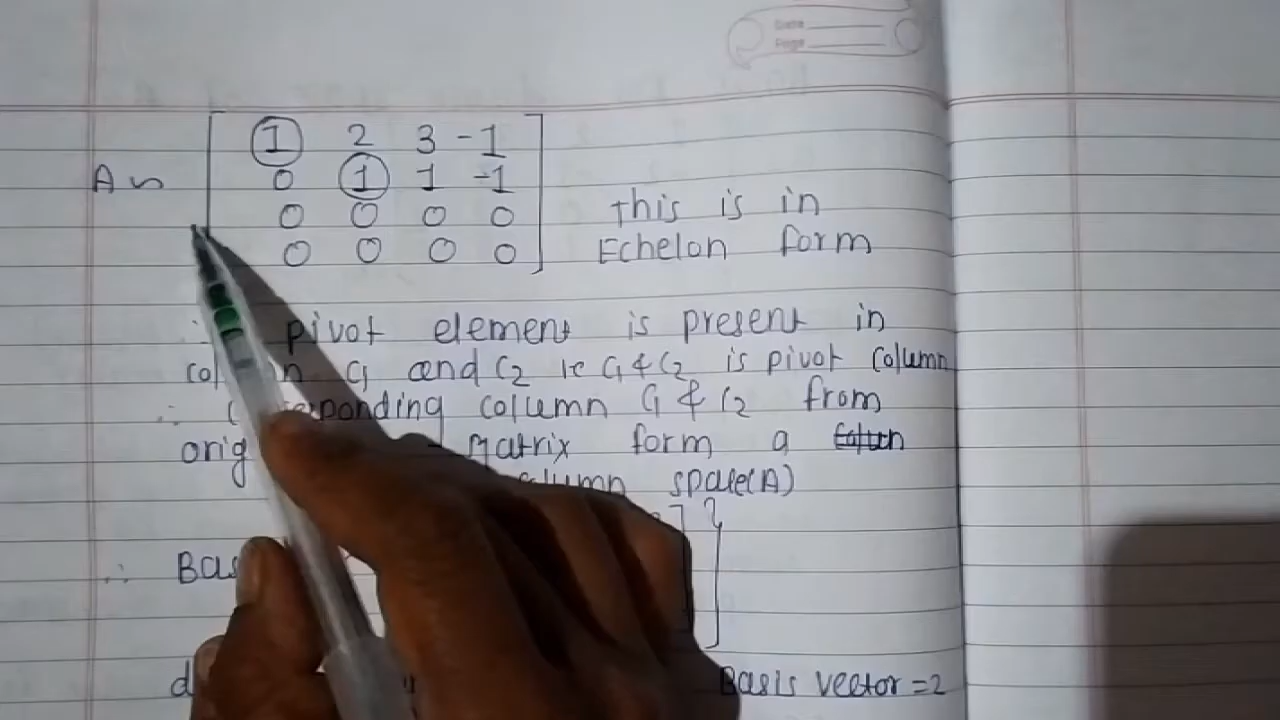 Date
Page
1 2 3 -1
A ~ 0 1 1 -1
0 0 0 0
0 0 0 0
This is in
Echelon form
pivot element is present in
C1 and C2 ie C1 & C2 is pivot column
∴ column C1 & C2 from
matrix form a
column space(A)
∴
Basis vector = 2